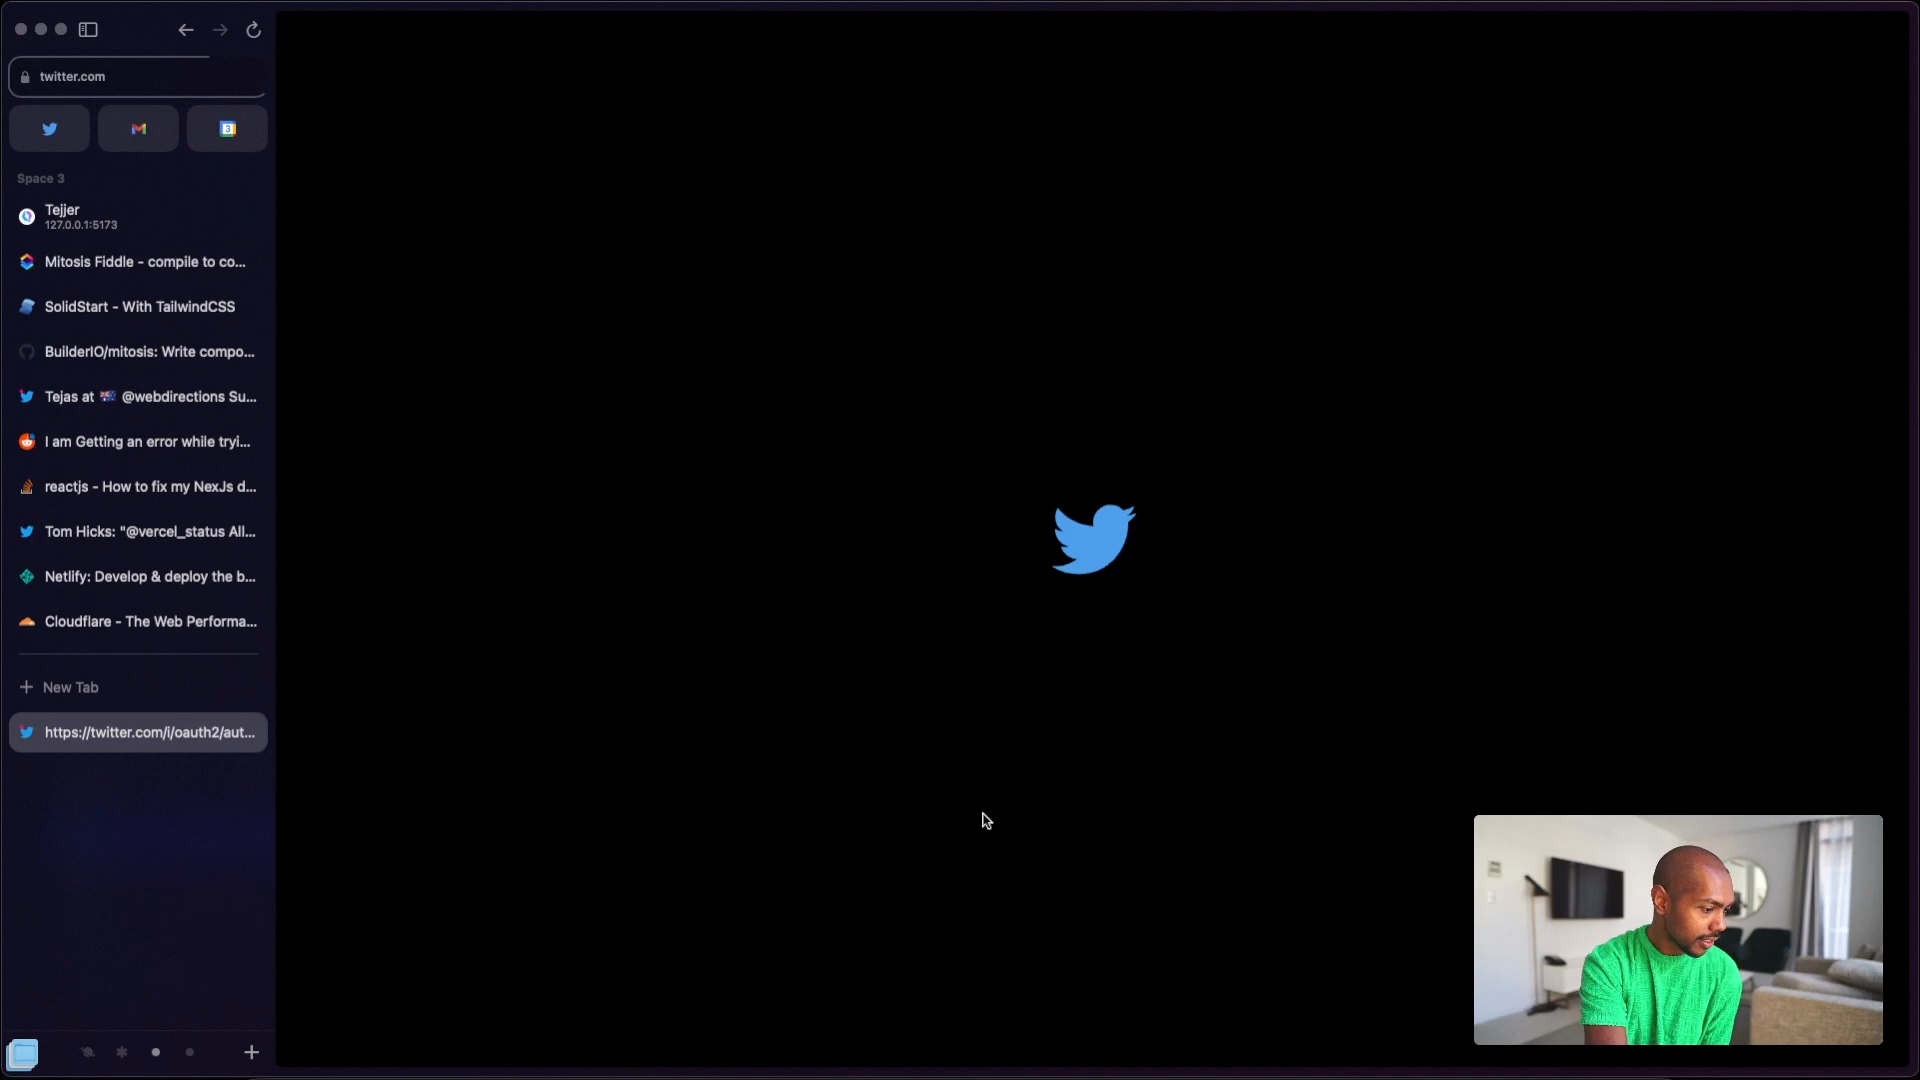 twitter.com
3
Space 3
Tejjer
127.0.0.1:5173
Mitosis Fiddle - compile to co...
SolidStart - With TailwindCSS
BuilderIO/mitosis: Write compo...
Tejas at 🇦🇺 @webdirections Su...
I am Getting an error while tryi...
reactjs - How to fix my NexJs d...
Tom Hicks: "@vercel_status All...
Netlify: Develop & deploy the b...
Cloudflare - The Web Performa...
New Tab
https://twitter.com/i/oauth2/aut...